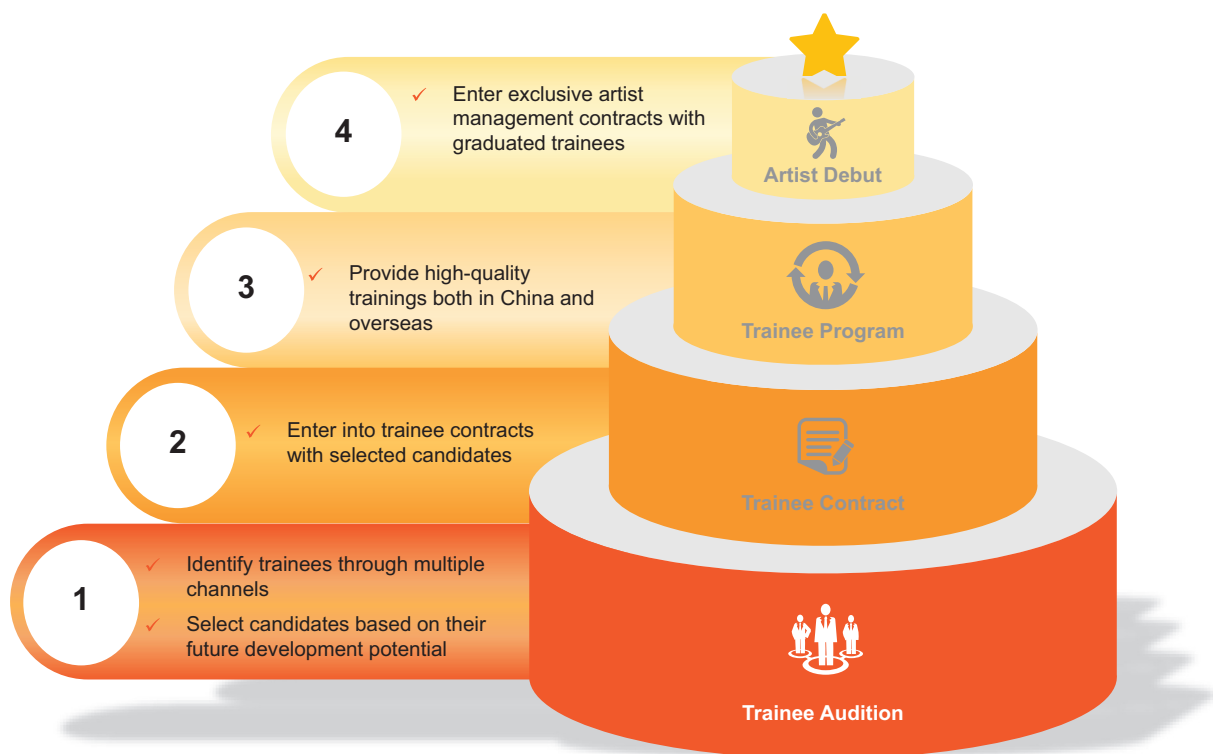 4
✓ Enter exclusive artist
management contracts with
graduated trainees
Artist Debut
3
✓ Provide high-quality
trainings both in China and
overseas
Trainee Program
2
✓ Enter into trainee contracts
with selected candidates
Trainee Contract
1
✓ Identify trainees through multiple
channels
✓ Select candidates based on their
future development potential
Trainee Audition